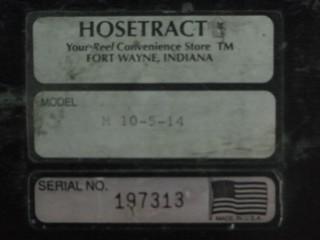 HOSETRACT
Your Reel Convenience Store TM
FORT WAYNE, INDIANA
MODEL
M 10-5-14
SERIAL NO.
197313
MADE IN U.S.A.